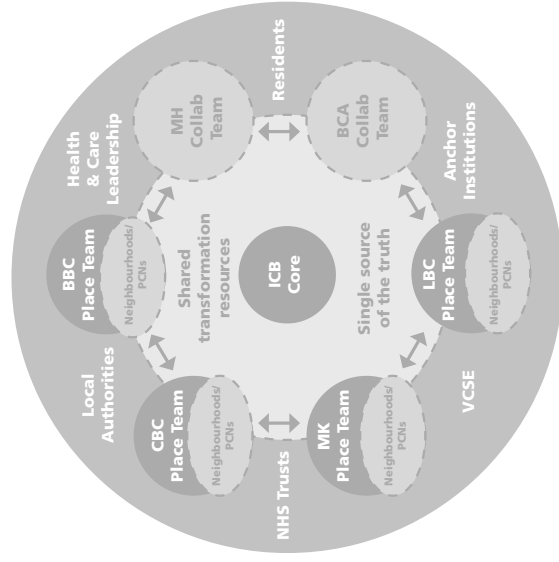 Health
& Care
Leadership
Residents
Anchor
Institutions
VCSE
NHS Trusts
Local
Authorities
BBC
Place Team
Neighbourhoods/
PCNs
MH
Collab
Team
BCA
Collab
Team
LBC
Place Team
Neighbourhoods/
PCNs
MK
Place Team
Neighbourhoods/
PCNs
CBC
Place Team
Neighbourhoods/
PCNs
Shared
transformation
resources
ICB
Core
Single source
of the truth